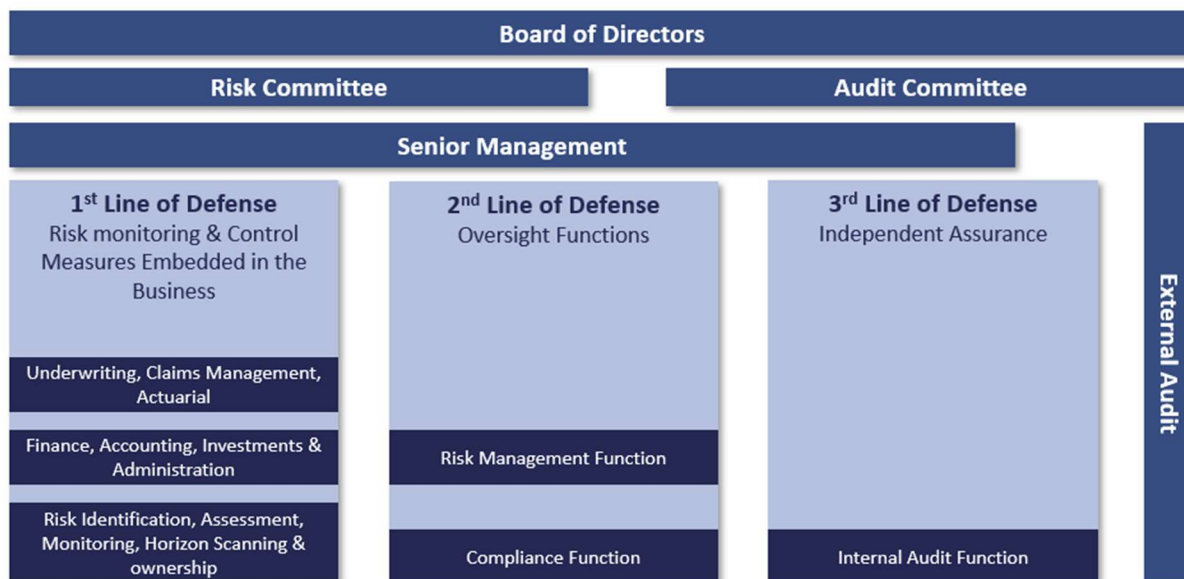 Board of Directors
Risk Committee
Audit Committee
Senior Management
1st Line of Defense
Risk monitoring & Control
Measures Embedded in the
Business
Underwriting, Claims Management,
Actuarial
Finance, Accounting, Investments &
Administration
Risk Identification, Assessment,
Monitoring, Horizon Scanning &
ownership
2nd Line of Defense
Oversight Functions
Risk Management Function
Compliance Function
3rd Line of Defense
Independent Assurance
Internal Audit Function
External Audit